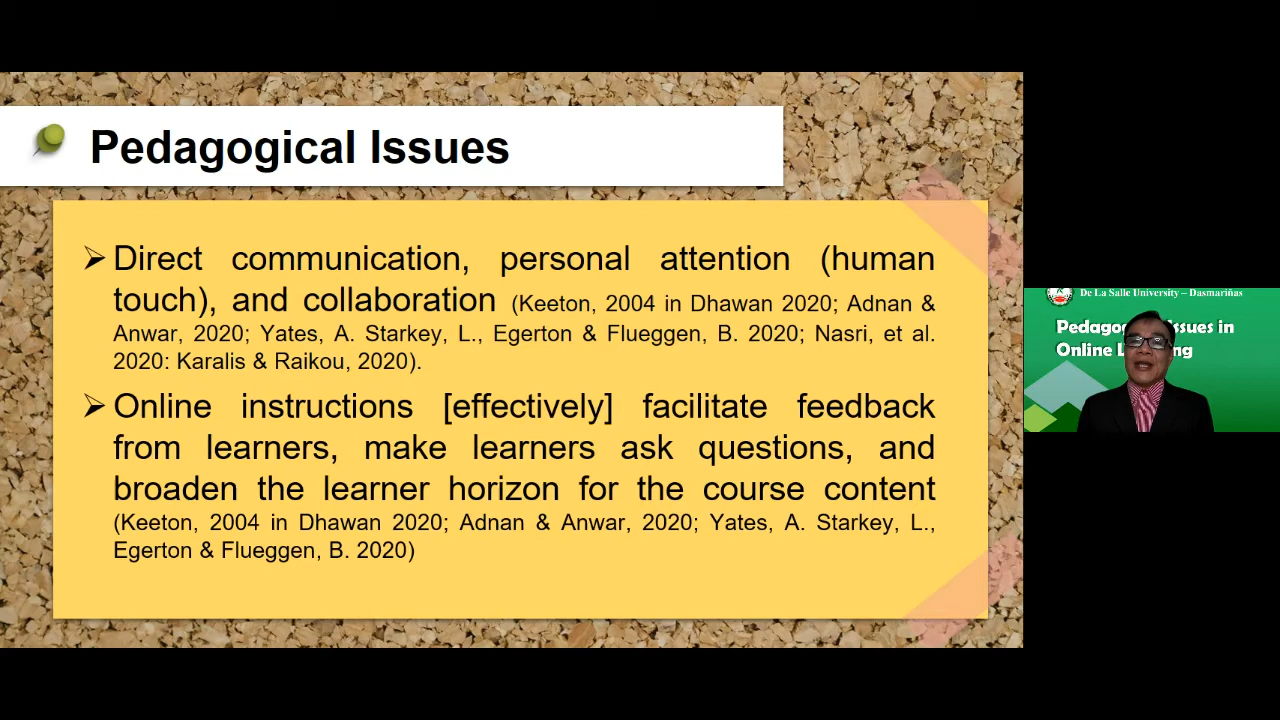 Pedagogical Issues
➢ Direct communication, personal attention (human
touch), and collaboration (Keeton, 2004 in Dhawan 2020; Adnan &
Anwar, 2020; Yates, A. Starkey, L., Egerton & Flueggen, B. 2020; Nasri, et al.
2020: Karalis & Raikou, 2020).
➢ Online instructions [effectively] facilitate feedback
from learners, make learners ask questions, and
broaden the learner horizon for the course content
(Keeton, 2004 in Dhawan 2020; Adnan & Anwar, 2020; Yates, A. Starkey, L.,
Egerton & Flueggen, B. 2020)
De La Salle University – Dasmariñas
in
Online